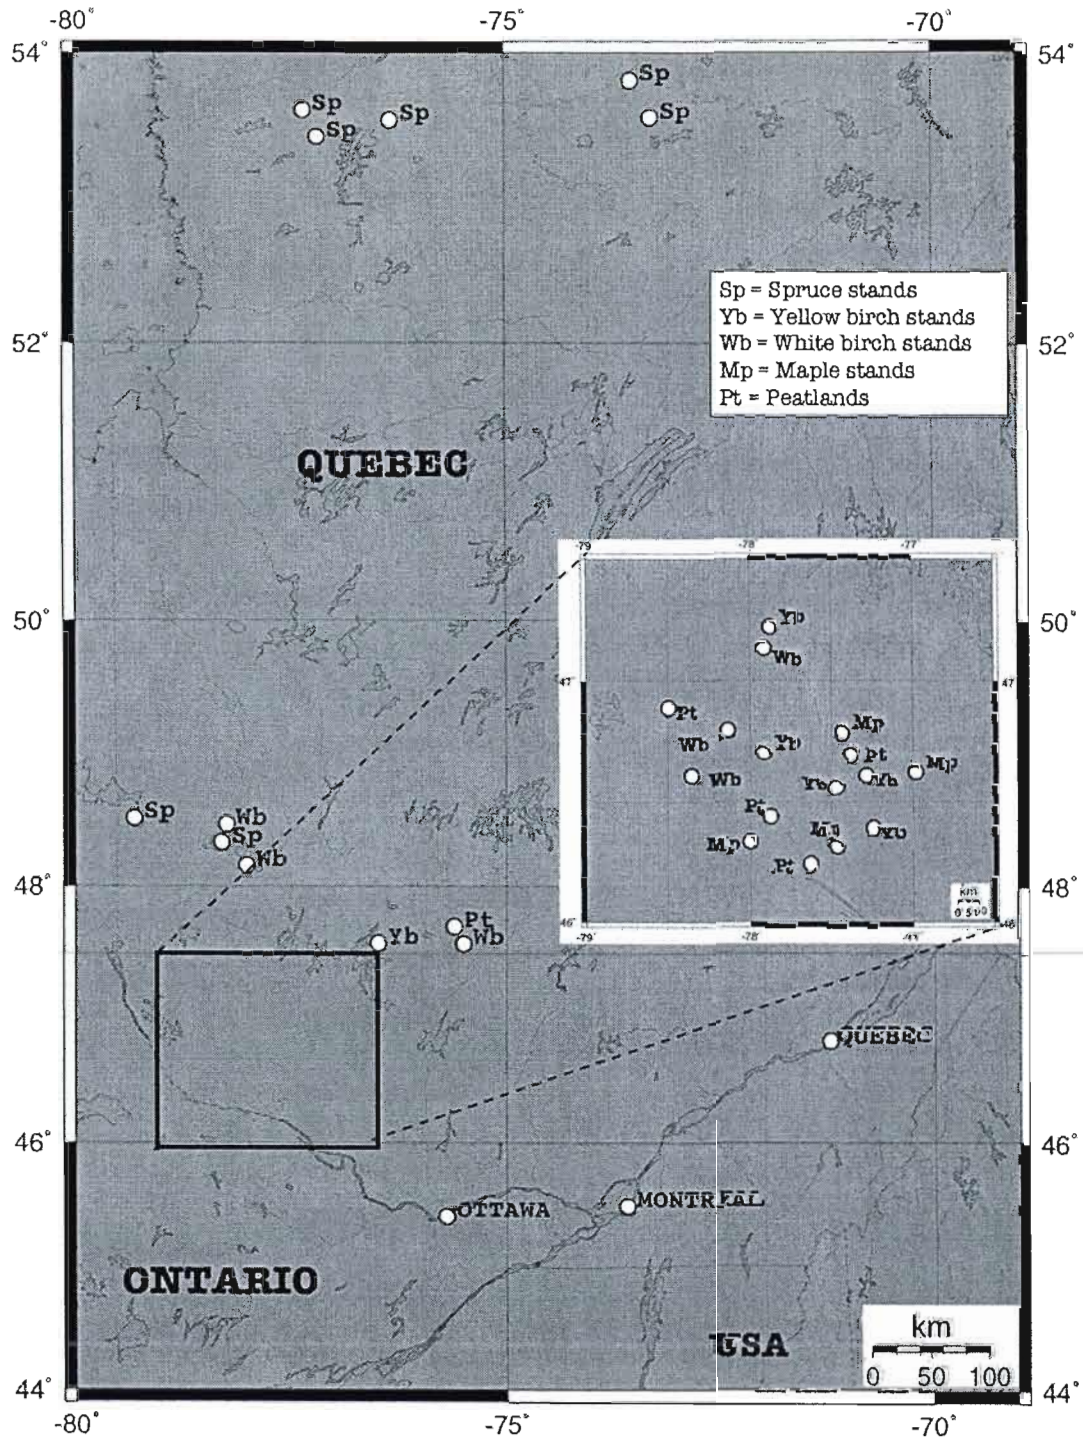 -80° -75° -70°
54° 54°
Sp
Sp Sp
Sp Sp
Sp = Spruce stands
Yb = Yellow birch stands
Wb = White birch stands
Mp = Maple stands
Pt = Peatlands
52° 52°
QUEBEC
-79 -78 -77
50° 50°
Yb
Wb
47 47
Pt Mp
Wb Yb Pt
Wb Yb Yb Mp
Pt
Mp Mp Yb
Pt
km
46
-79 -78
Sp Wb
Sp
Wb
48° 48°
Pt
Yb Wb
QUEBEC
46° 46°
MONTREAL
OTTAWA
ONTARIO
USA
km
0 50 100
44° 44°
-80° -75° -70°